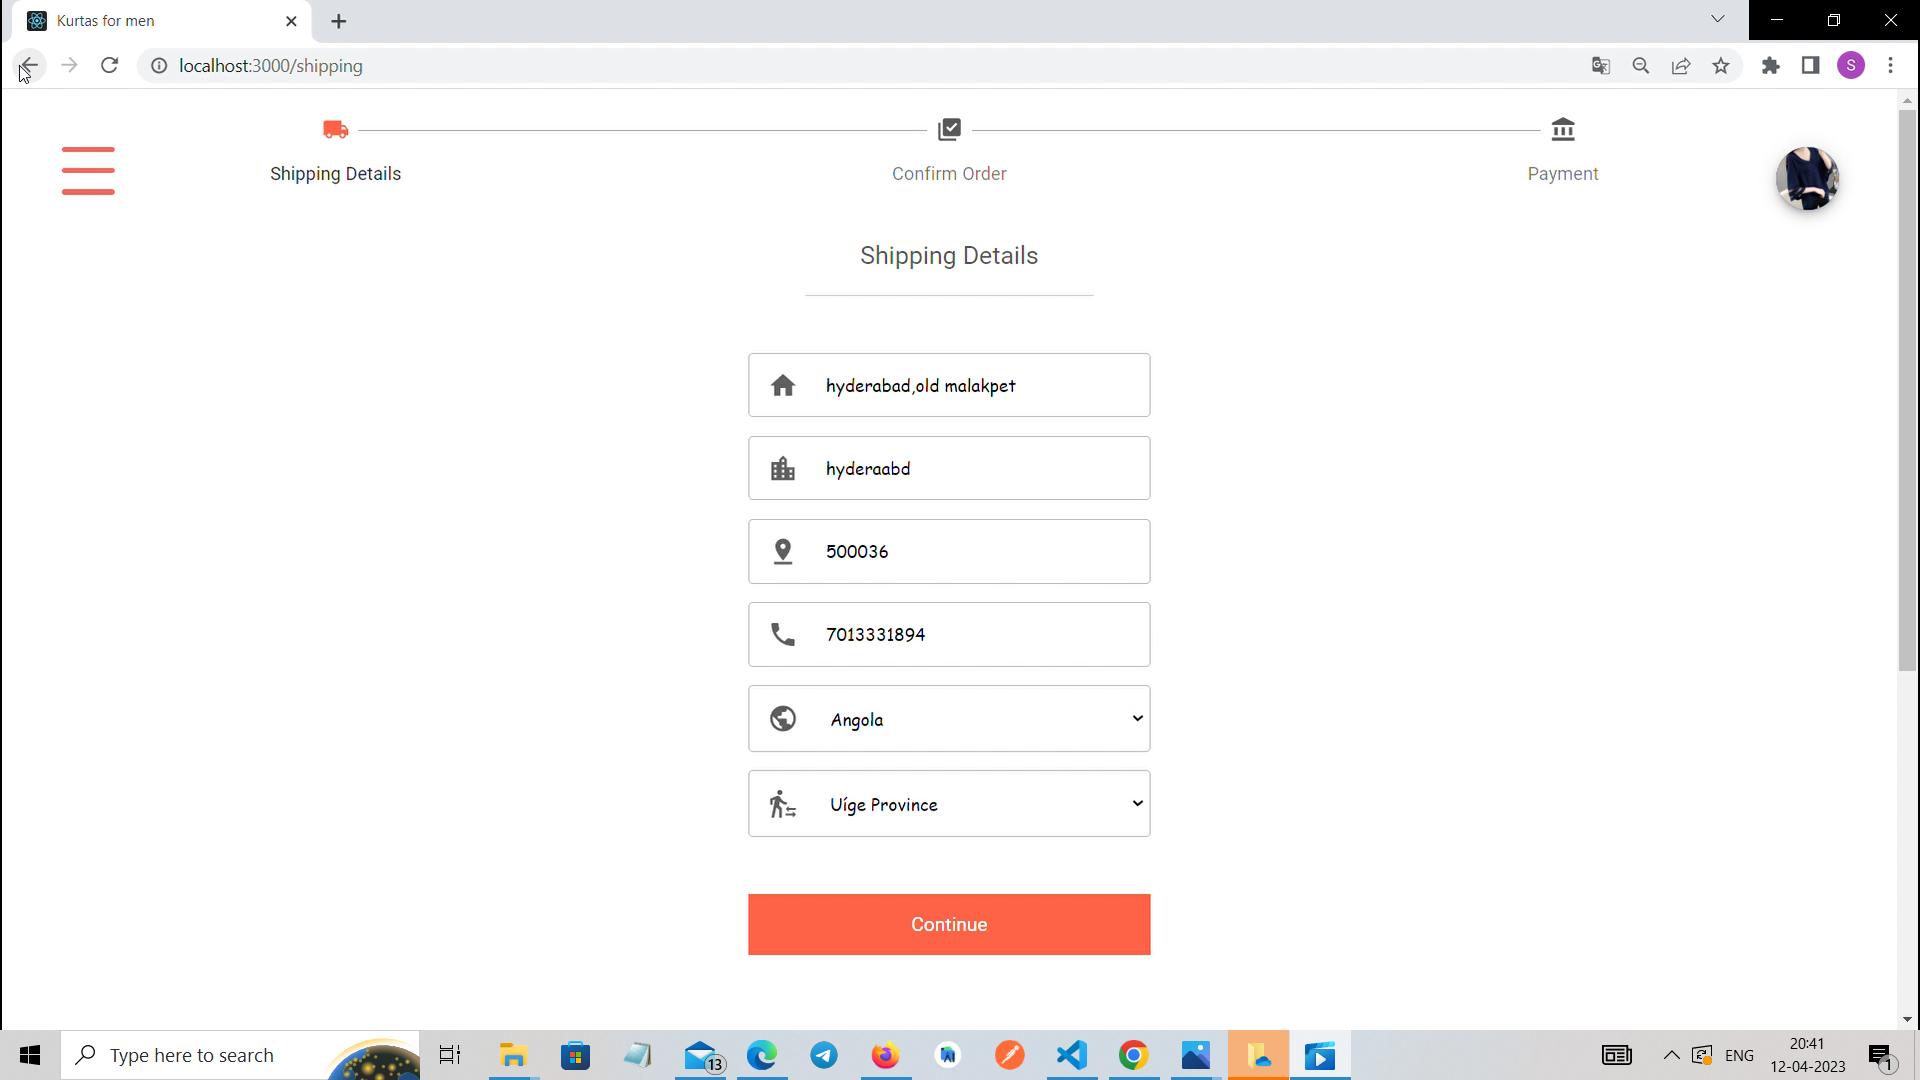 Kurtas for men
localhost:3000/shipping
S
Shipping Details
Confirm Order
Payment
Shipping Details
hyderabad,old malakpet
hyderaabd
500036
7013331894
Angola
Uíge Province
Continue
Type here to search
13
ENG
20:41
12-04-2023
1